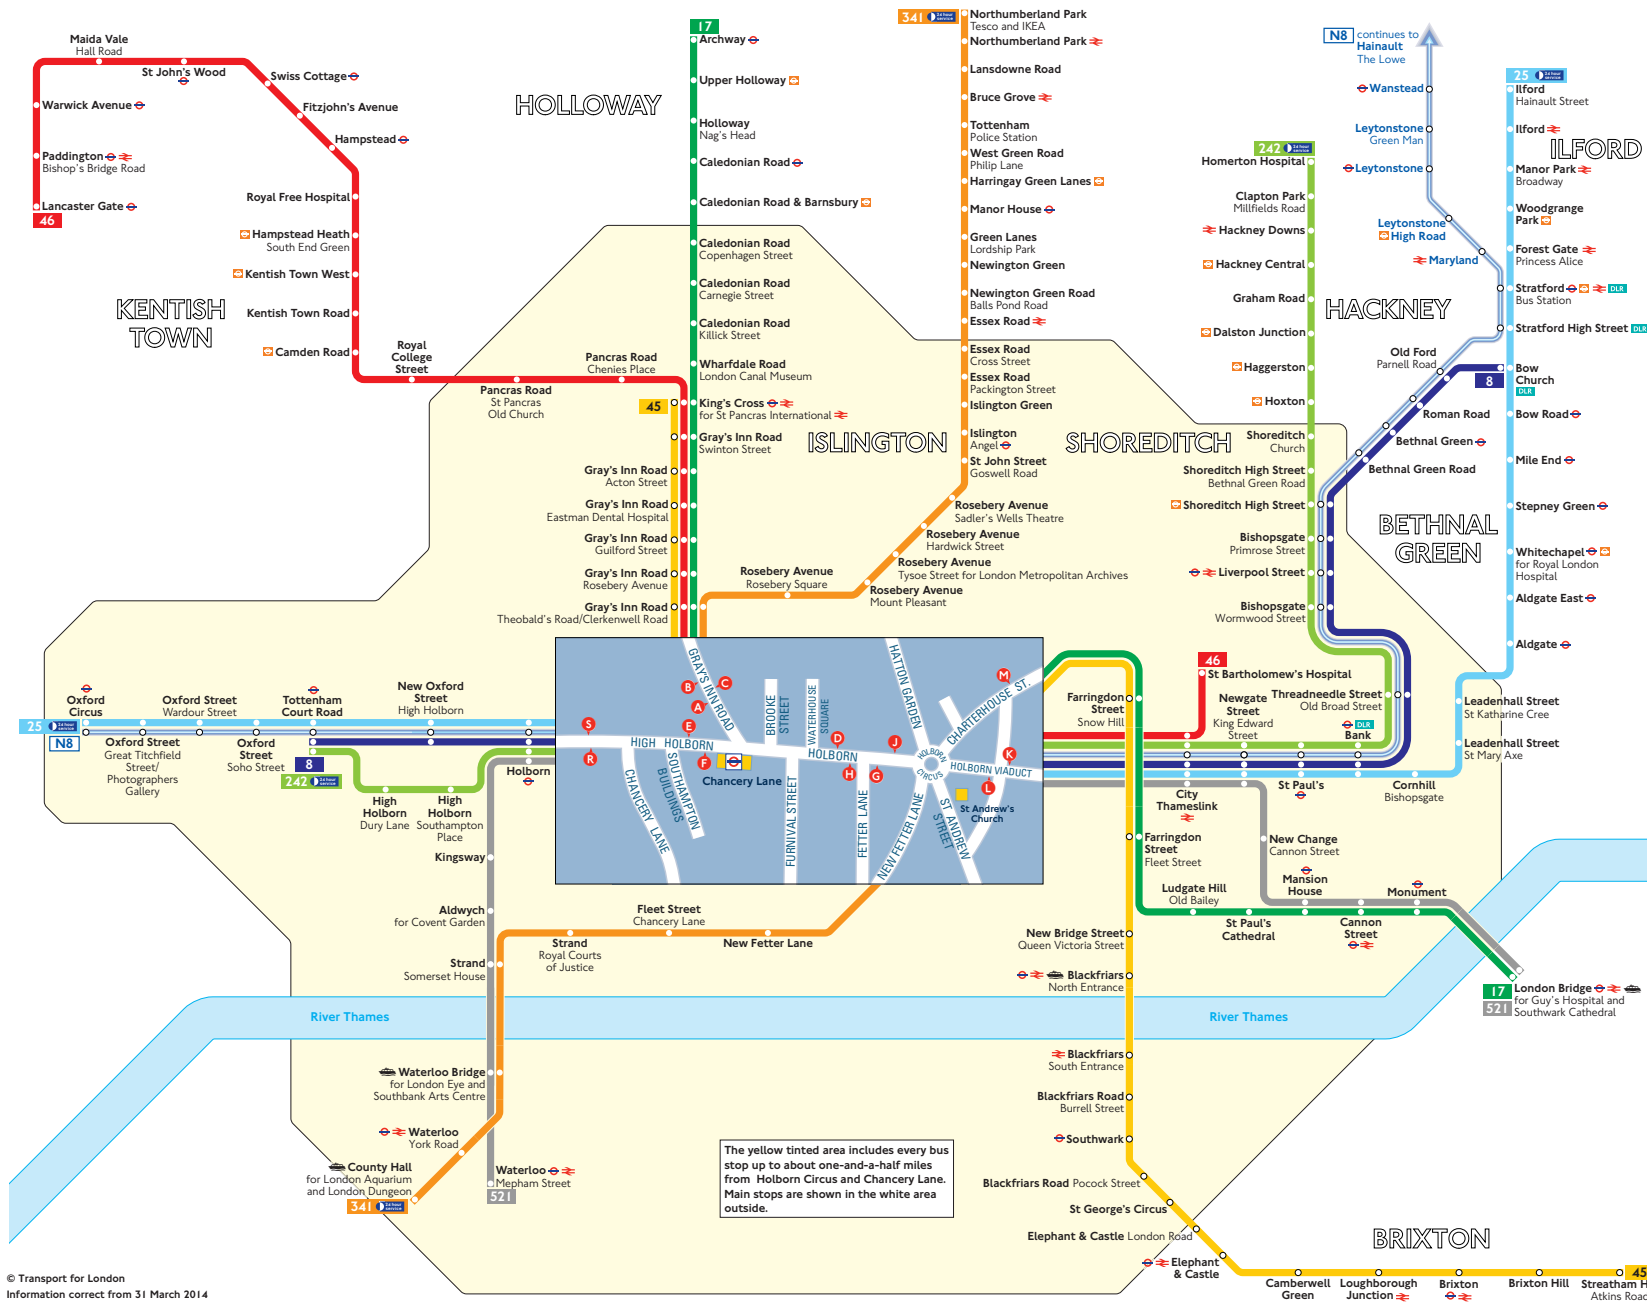 Maida Vale
Hall Road
St John's Wood
Swiss Cottage
Fitzjohn's Avenue
Hampstead
Warwick Avenue
Paddington
Bishop's Bridge Road
Lancaster Gate
46
Royal Free Hospital
Hampstead Heath
South End Green
Kentish Town West
Kentish Town Road
Camden Road
KENTISH
TOWN
Royal
College
Street
Pancras Road
St Pancras
Old Church
Pancras Road
Chenies Place
HOLLOWAY
17
Archway
Upper Holloway
Holloway
Nag's Head
Caledonian Road
Caledonian Road & Barnsbury
Caledonian Road
Copenhagen Street
Caledonian Road
Carnegie Street
Caledonian Road
Killick Street
Wharfdale Road
London Canal Museum
King's Cross
for St Pancras International
45
Gray's Inn Road
Swinton Street
Gray's Inn Road
Acton Street
Gray's Inn Road
Eastman Dental Hospital
Gray's Inn Road
Guilford Street
Gray's Inn Road
Rosebery Avenue
Gray's Inn Road
Theobald's Road/Clerkenwell Road
341 24 hour service
Northumberland Park
Tesco and IKEA
Northumberland Park
Lansdowne Road
Bruce Grove
Tottenham
Police Station
West Green Road
Philip Lane
Harringay Green Lanes
Manor House
Green Lanes
Lordship Park
Newington Green
Newington Green Road
Balls Pond Road
Essex Road
Essex Road
Cross Street
Essex Road
Packington Street
Islington Green
Islington
Angel
St John Street
Goswell Road
ISLINGTON
Rosebery Avenue
Sadler's Wells Theatre
Rosebery Avenue
Hardwick Street
Rosebery Avenue
Tysoe Street for London Metropolitan Archives
Rosebery Avenue
Mount Pleasant
Rosebery Avenue
Rosebery Square
242 24 hour service
Homerton Hospital
Clapton Park
Millfields Road
Hackney Downs
Hackney Central
Graham Road
Dalston Junction
Haggerston
Hoxton
Shoreditch
Church
Shoreditch High Street
Bethnal Green Road
Shoreditch High Street
Bishopsgate
Primrose Street
Liverpool Street
Bishopsgate
Wormwood Street
Threadneedle Street
Old Broad Street
DLR
Bank
SHOREDITCH
HACKNEY
BETHNAL
GREEN
ILFORD
N8 continues to
Hainault
The Lowe
Wanstead
Leytonstone
Green Man
Leytonstone
Leytonstone
High Road
Maryland
Old Ford
Parnell Road
8
Roman Road
Bethnal Green
Bethnal Green Road
25 24 hour service
Ilford
Hainault Street
Ilford
Manor Park
Broadway
Woodgrange
Park
Forest Gate
Princess Alice
Stratford DLR
Bus Station
Stratford High Street DLR
Bow
Church
DLR
Bow Road
Mile End
Stepney Green
Whitechapel
for Royal London
Hospital
Aldgate East
Aldgate
Leadenhall Street
St Katharine Cree
Leadenhall Street
St Mary Axe
Cornhill
Bishopsgate
St Paul's
46
St Bartholomew's Hospital
Newgate
Street
King Edward
Street
City
Thameslink
Farringdon
Street
Snow Hill
Farringdon
Street
Fleet Street
New Change
Cannon Street
Mansion
House
Monument
Ludgate Hill
Old Bailey
St Paul's
Cathedral
Cannon
Street
17
521
London Bridge
for Guy's Hospital and
Southwark Cathedral
25 24 hour service
N8
Oxford
Circus
Oxford Street
Great Titchfield
Street/
Photographers
Gallery
Oxford Street
Wardour Street
Oxford
Street
Soho Street
Tottenham
Court Road
8
242 24 hour service
New Oxford
Street
High Holborn
Holborn
High
Holborn
Dury Lane
High
Holborn
Southampton
Place
Kingsway
Aldwych
for Covent Garden
Strand
Somerset House
Strand
Royal Courts
of Justice
Fleet Street
Chancery Lane
New Fetter Lane
GRAY'S INN ROAD
HIGH HOLBORN
CHANCERY LANE
SOUTHAMPTON
BUILDINGS
BROOKE
STREET
WATERHOUSE
SQUARE
HOLBORN
FURNIVAL STREET
FETTER LANE
NEW FETTER LANE
HATTON GARDEN
CHARTERHOUSE ST.
HOLBORN
CIRCUS
HOLBORN VIADUCT
ST ANDREW
STREET
Chancery Lane
St Andrew's
Church
A
B
C
D
E
F
G
H
J
K
L
M
R
S
River Thames
River Thames
Waterloo Bridge
for London Eye and
Southbank Arts Centre
Waterloo
York Road
County Hall
for London Aquarium
and London Dungeon
341 24 hour service
Waterloo
Mepham Street
521
New Bridge Street
Queen Victoria Street
Blackfriars
North Entrance
Blackfriars
South Entrance
Blackfriars Road
Burrell Street
Southwark
Blackfriars Road Pocock Street
St George's Circus
Elephant & Castle London Road
Elephant
& Castle
Camberwell
Green
Loughborough
Junction
Brixton
Brixton Hill
Streatham H
Atkins Road
45
BRIXTON
The yellow tinted area includes every bus
stop up to about one-and-a-half miles
from Holborn Circus and Chancery Lane.
Main stops are shown in the white area
outside.
© Transport for London
Information correct from 31 March 2014